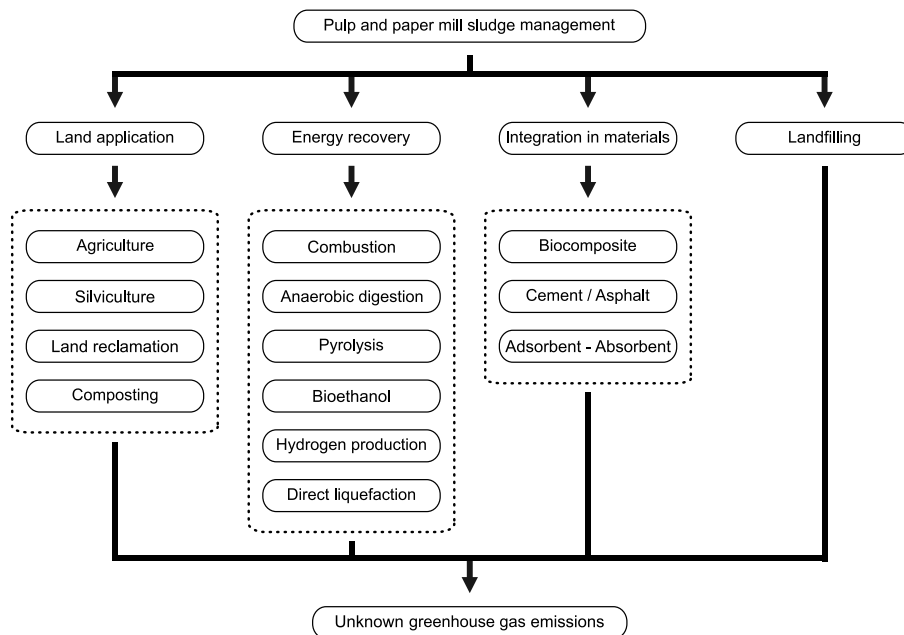 Pulp and paper mill sludge management
Land application
Energy recovery
Integration in materials
Landfilling
Agriculture
Silviculture
Land reclamation
Composting
Combustion
Anaerobic digestion
Pyrolysis
Bioethanol
Hydrogen production
Direct liquefaction
Biocomposite
Cement / Asphalt
Adsorbent - Absorbent
Unknown greenhouse gas emissions